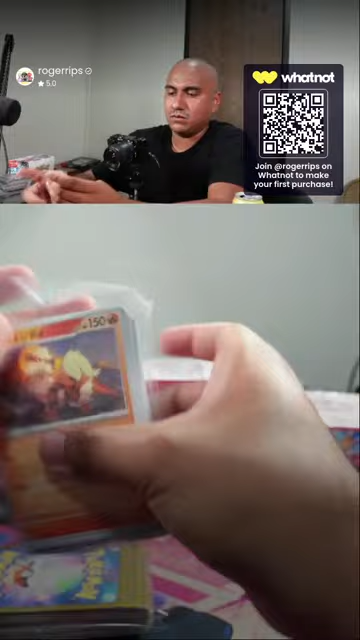 rogerrips
★ 5.0
whatnot
Join @rogerrips on
Whatnot to make
your first purchase!
150